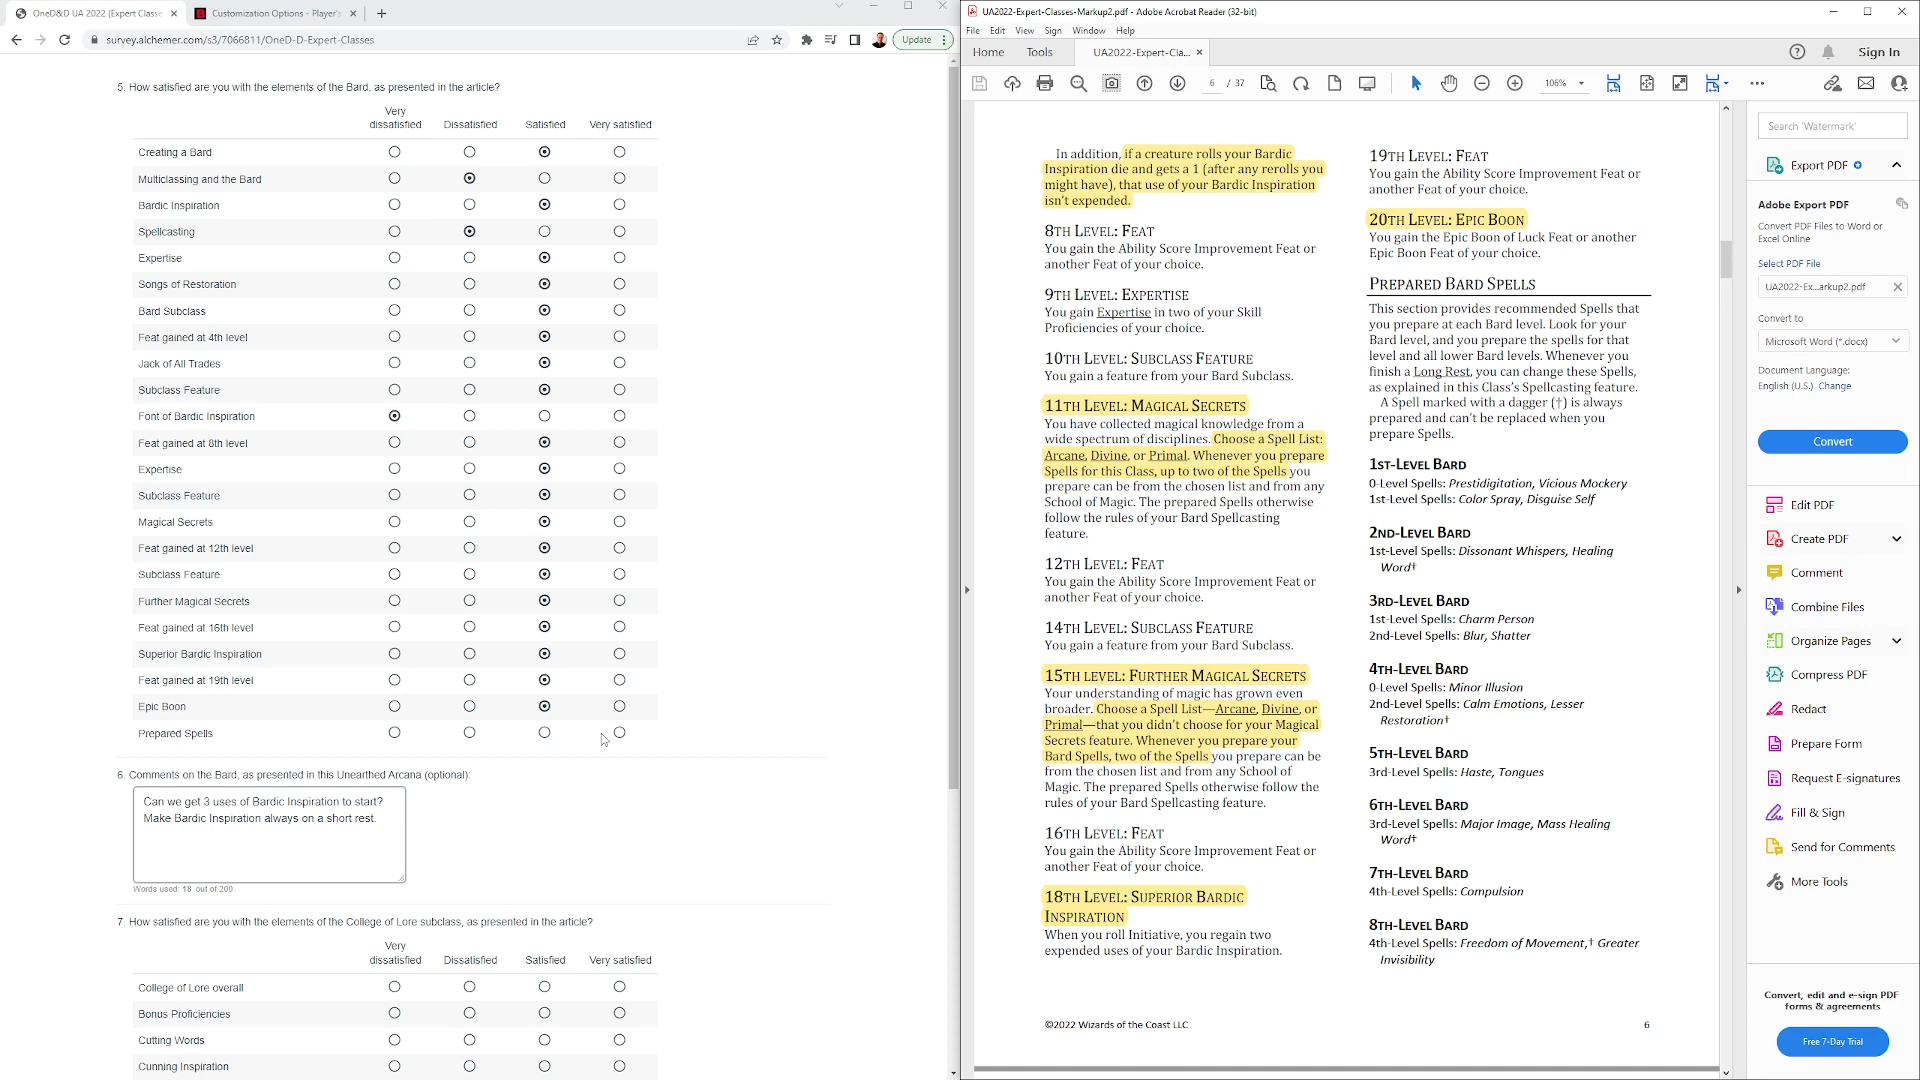 OneD&D UA 2022 (Expert Classe
Customization Options - Player's
survey.alchemer.com/s3/7066811/OneD-D-Expert-Classes
Update
5. How satisfied are you with the elements of the Bard, as presented in the article?
Very dissatisfied
Dissatisfied
Satisfied
Very satisfied
Creating a Bard
Multiclassing and the Bard
Bardic Inspiration
Spellcasting
Expertise
Songs of Restoration
Bard Subclass
Feat gained at 4th level
Jack of All Trades
Subclass Feature
Font of Bardic Inspiration
Feat gained at 8th level
Expertise
Subclass Feature
Magical Secrets
Feat gained at 12th level
Subclass Feature
Further Magical Secrets
Feat gained at 16th level
Superior Bardic Inspiration
Feat gained at 19th level
Epic Boon
Prepared Spells
6. Comments on the Bard, as presented in this Unearthed Arcana (optional):
Can we get 3 uses of Bardic Inspiration to start?
Make Bardic Inspiration always on a short rest.
Words used: 18 out of 200.
7. How satisfied are you with the elements of the College of Lore subclass, as presented in the article?
Very dissatisfied
Dissatisfied
Satisfied
Very satisfied
College of Lore overall
Bonus Proficiencies
Cutting Words
Cunning Inspiration
UA2022-Expert-Classes-Markup2.pdf - Adobe Acrobat Reader (32-bit)
File Edit View Sign Window Help
Home Tools UA2022-Expert-Cla...
Sign In
6 / 37
106%
In addition, if a creature rolls your Bardic
Inspiration die and gets a 1 (after any rerolls you
might have), that use of your Bardic Inspiration
isn't expended.
8TH LEVEL: FEAT
You gain the Ability Score Improvement Feat or
another Feat of your choice.
9TH LEVEL: EXPERTISE
You gain Expertise in two of your Skill
Proficiencies of your choice.
10TH LEVEL: SUBCLASS FEATURE
You gain a feature from your Bard Subclass.
11TH LEVEL: MAGICAL SECRETS
You have collected magical knowledge from a
wide spectrum of disciplines. Choose a Spell List:
Arcane, Divine, or Primal. Whenever you prepare
Spells for this Class, up to two of the Spells you
prepare can be from the chosen list and from any
School of Magic. The prepared Spells otherwise
follow the rules of your Bard Spellcasting
feature.
12TH LEVEL: FEAT
You gain the Ability Score Improvement Feat or
another Feat of your choice.
14TH LEVEL: SUBCLASS FEATURE
You gain a feature from your Bard Subclass.
15TH LEVEL: FURTHER MAGICAL SECRETS
Your understanding of magic has grown even
broader. Choose a Spell List—Arcane, Divine, or
Primal—that you didn't choose for your Magical
Secrets feature. Whenever you prepare your
Bard Spells, two of the Spells you prepare can be
from the chosen list and from any School of
Magic. The prepared Spells otherwise follow the
rules of your Bard Spellcasting feature.
16TH LEVEL: FEAT
You gain the Ability Score Improvement Feat or
another Feat of your choice.
18TH LEVEL: SUPERIOR BARDIC
INSPIRATION
When you roll Initiative, you regain two
expended uses of your Bardic Inspiration.
19TH LEVEL: FEAT
You gain the Ability Score Improvement Feat or
another Feat of your choice.
20TH LEVEL: EPIC BOON
You gain the Epic Boon of Luck Feat or another
Epic Boon Feat of your choice.
PREPARED BARD SPELLS
This section provides recommended Spells that
you prepare at each Bard level. Look for your
Bard level, and you prepare the spells for that
level and all lower Bard levels. Whenever you
finish a Long Rest, you can change these Spells,
as explained in this Class's Spellcasting feature.
A Spell marked with a dagger (†) is always
prepared and can't be replaced when you
prepare Spells.
1ST-LEVEL BARD
0-Level Spells: Prestidigitation, Vicious Mockery
1st-Level Spells: Color Spray, Disguise Self
2ND-LEVEL BARD
1st-Level Spells: Dissonant Whispers, Healing
Word†
3RD-LEVEL BARD
1st-Level Spells: Charm Person
2nd-Level Spells: Blur, Shatter
4TH-LEVEL BARD
0-Level Spells: Minor Illusion
2nd-Level Spells: Calm Emotions, Lesser
Restoration†
5TH-LEVEL BARD
3rd-Level Spells: Haste, Tongues
6TH-LEVEL BARD
3rd-Level Spells: Major Image, Mass Healing
Word†
7TH-LEVEL BARD
4th-Level Spells: Compulsion
8TH-LEVEL BARD
4th-Level Spells: Freedom of Movement,† Greater
Invisibility
©2022 Wizards of the Coast LLC
6
Search 'Watermark'
Export PDF
Adobe Export PDF
Convert PDF Files to Word or
Excel Online
Select PDF File
UA2022-Ex...arkup2.pdf
Convert to
Microsoft Word (*.docx)
Document Language:
English (U.S.) Change
Convert
Edit PDF
Create PDF
Comment
Combine Files
Organize Pages
Compress PDF
Redact
Prepare Form
Request E-signatures
Fill & Sign
Send for Comments
More Tools
Convert, edit and e-sign PDF
forms & agreements
Free 7-Day Trial